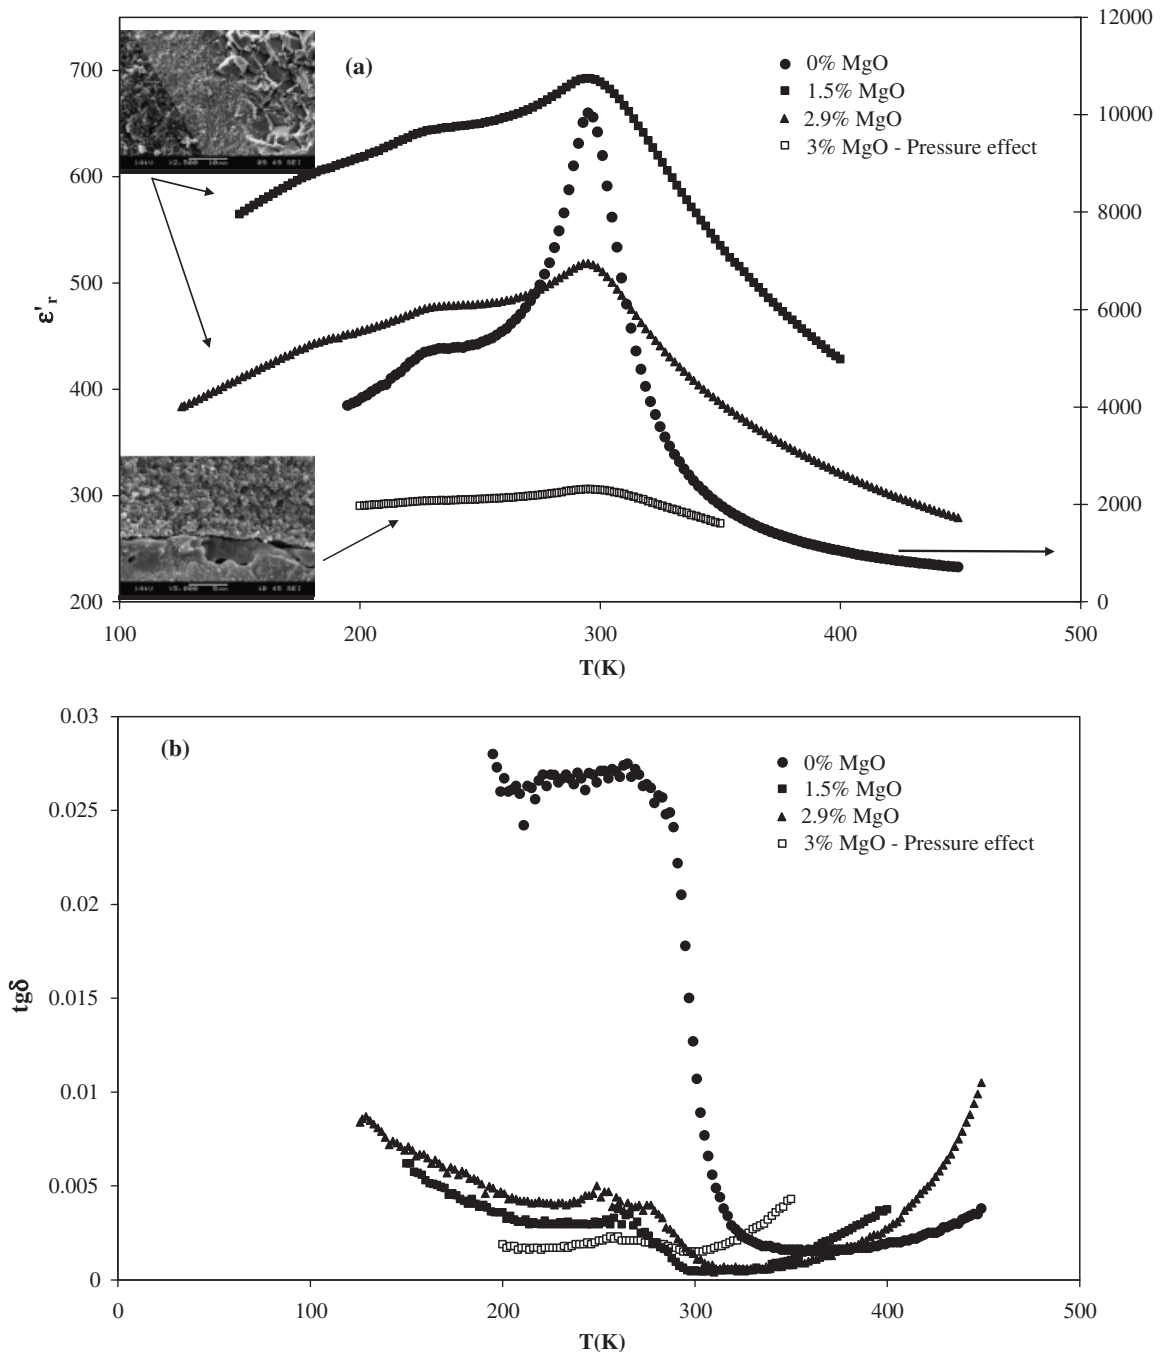 12000
(a)
0% MgO
700
1.5% MgO
10000
2.9% MgO
3% MgO - Pressure effect
600
8000
500
ε'r
6000
400
4000
300
2000
200
0
100
200
300
400
500
T(K)
0.03
(b)
0% MgO
1.5% MgO
2.9% MgO
3% MgO - Pressure effect
0.025
0.02
0.015
tgδ
0.01
0.005
0
0
100
200
300
400
500
T(K)